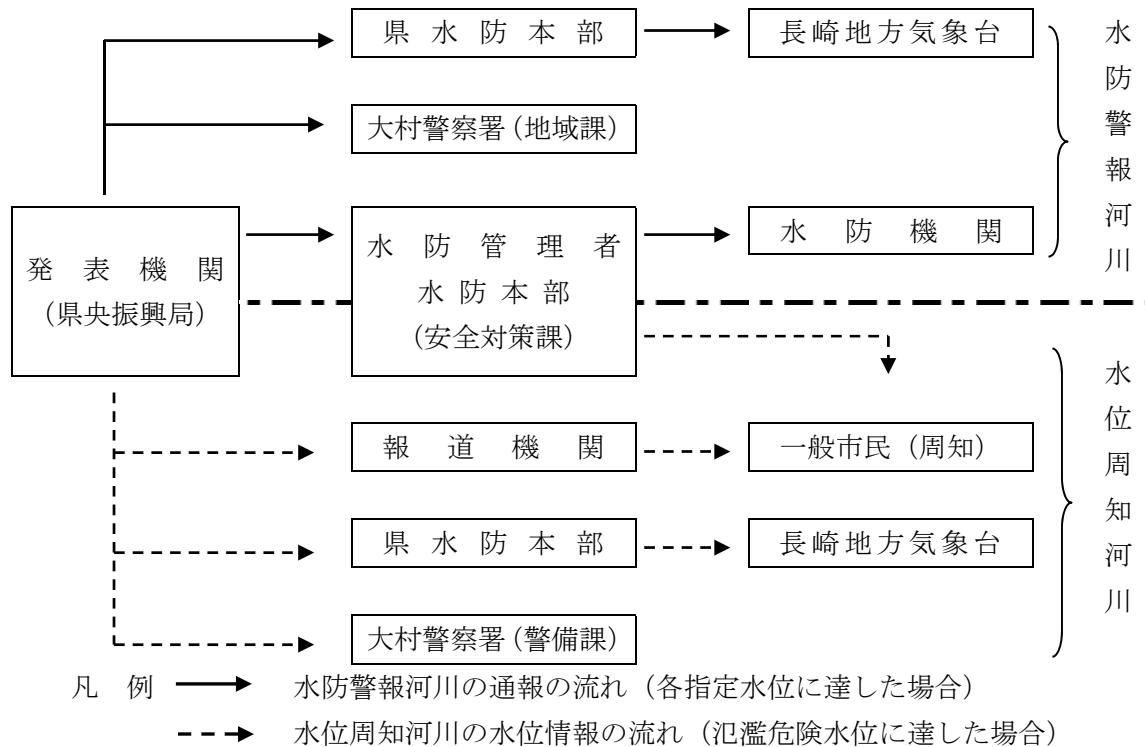 県水防本部
長崎地方気象台
大村警察署(地域課)
発表機関
(県央振興局)
水防管理者
水防本部
(安全対策課)
水防機関
水防警報河川
報道機関
一般市民(周知)
県水防本部
長崎地方気象台
大村警察署(警備課)
水位周知河川
凡例
水防警報河川の通報の流れ(各指定水位に達した場合)
水位周知河川の水位情報の流れ(氾濫危険水位に達した場合)